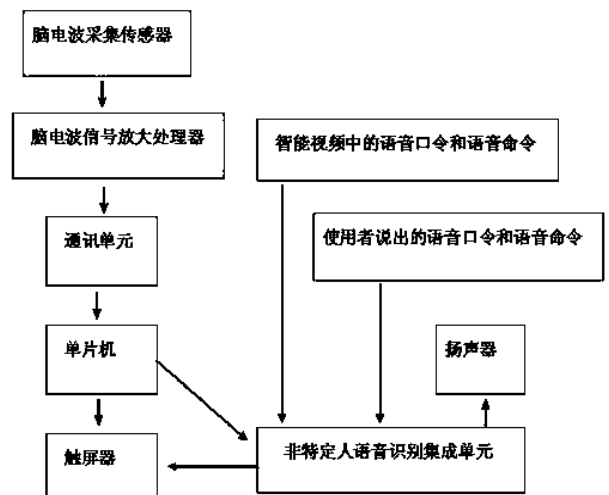 脑电波采集传感器
脑电波信号放大处理器
智能视频中的语音口令和语音命令
通讯单元
使用者说出的语音口令和语音命令
单片机
扬声器
触屏器
非特定人语音识别集成单元